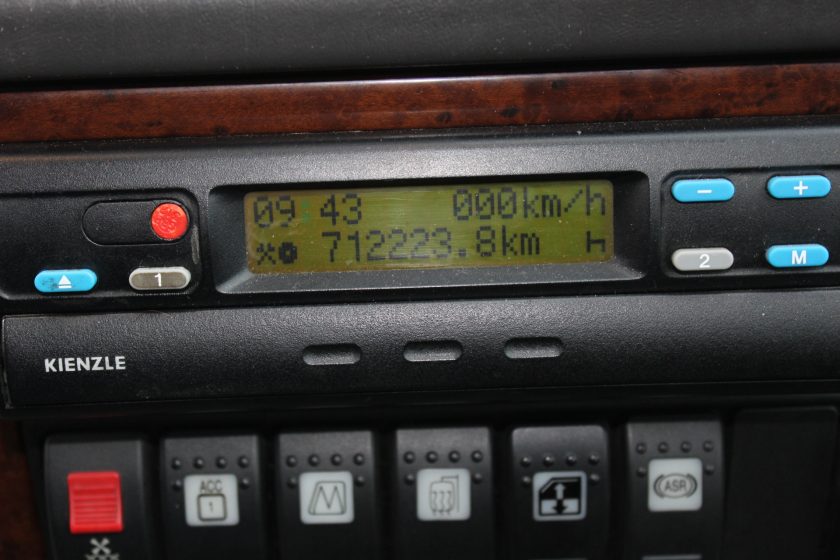 09:43 000km/h
712223.8km
− +
1
2 M
KIENZLE
ACC
1
ASR